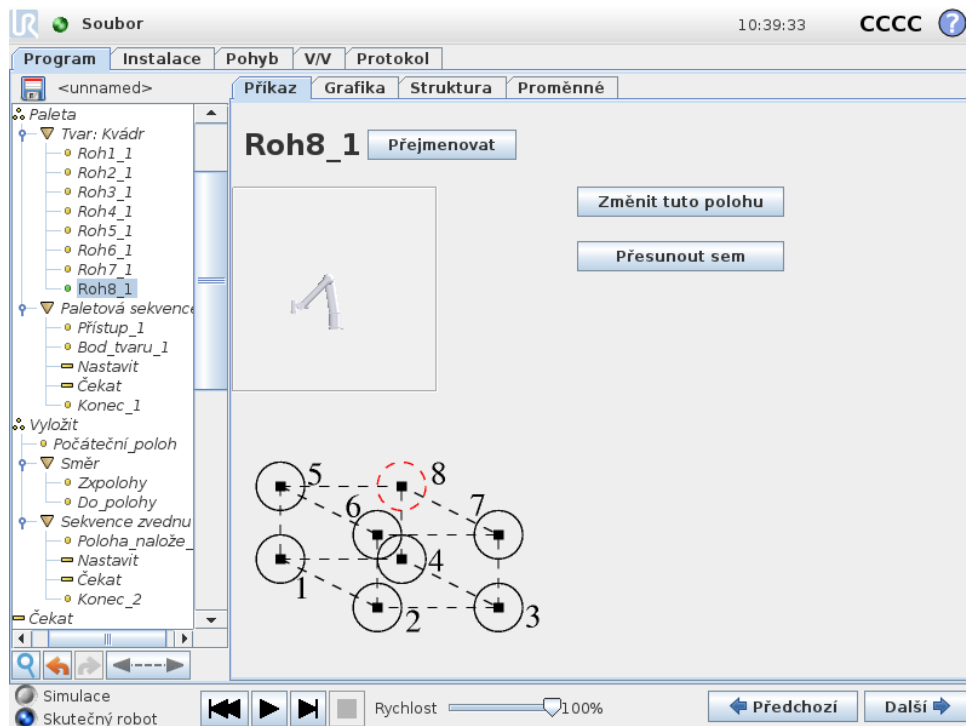 UR Soubor 10:39:33 CCCC ?
Program Instalace Pohyb V/V Protokol
<unnamed>
Příkaz Grafika Struktura Proměnné
Paleta
Tvar: Kvádr
Roh1_1
Roh2_1
Roh3_1
Roh4_1
Roh5_1
Roh6_1
Roh7_1
Roh8_1
Paletová sekvence
Přístup_1
Bod_tvaru_1
Nastavit
Čekat
Konec_1
Vyložit
Počáteční_poloh
Směr
Zxpolohy
Do_polohy
Sekvence zvednu
Poloha_nalože_
Nastavit
Čekat
Konec_2
Čekat
Roh8_1 Přejmenovat
Změnit tuto polohu
Přesunout sem
5 8
6 7
1 4
2 3
Simulace
Skutečný robot
Rychlost 100%
Předchozí Další